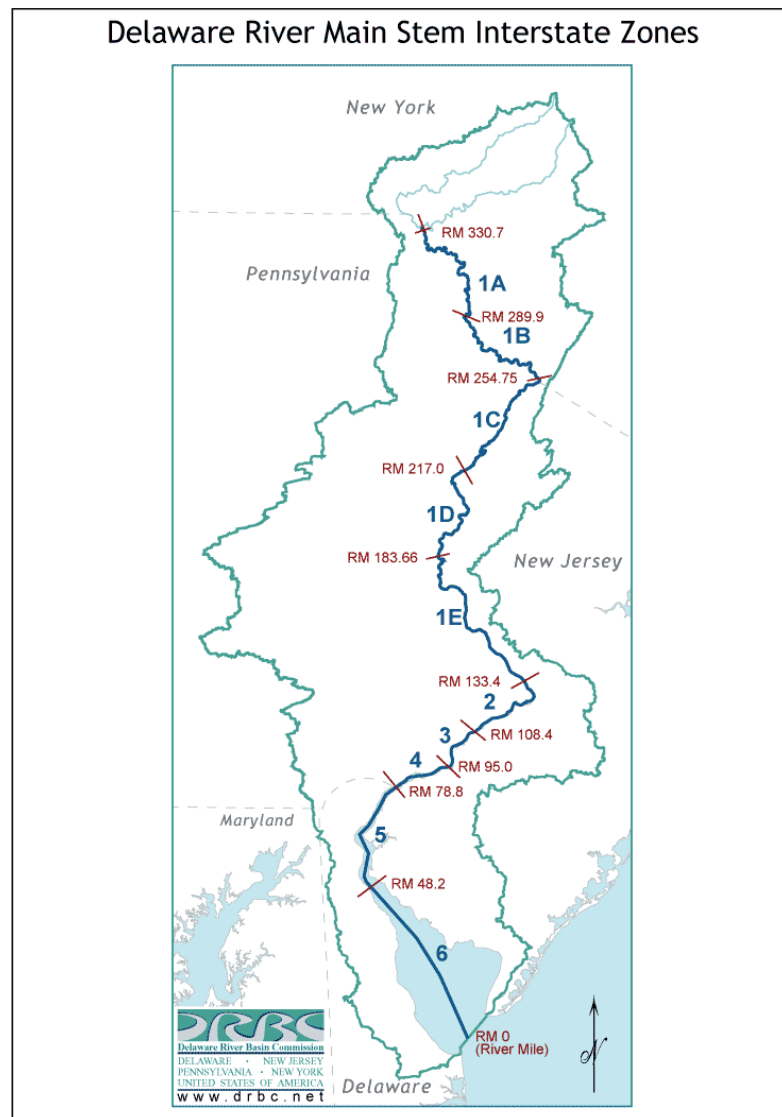 Delaware River Main Stem Interstate Zones
New York
RM 330.7
Pennsylvania
1A
RM 289.9
1B
RM 254.75
1C
RM 217.0
1D
RM 183.66
New Jersey
1E
RM 133.4
2
RM 108.4
3
RM 95.0
4
RM 78.8
Maryland
5
RM 48.2
6
RM 0
(River Mile)
N
DRBC
Delaware River Basin Commission
DELAWARE • NEW JERSEY
PENNSYLVANIA • NEW YORK
UNITED STATES OF AMERICA
www.drbc.net
Delaware